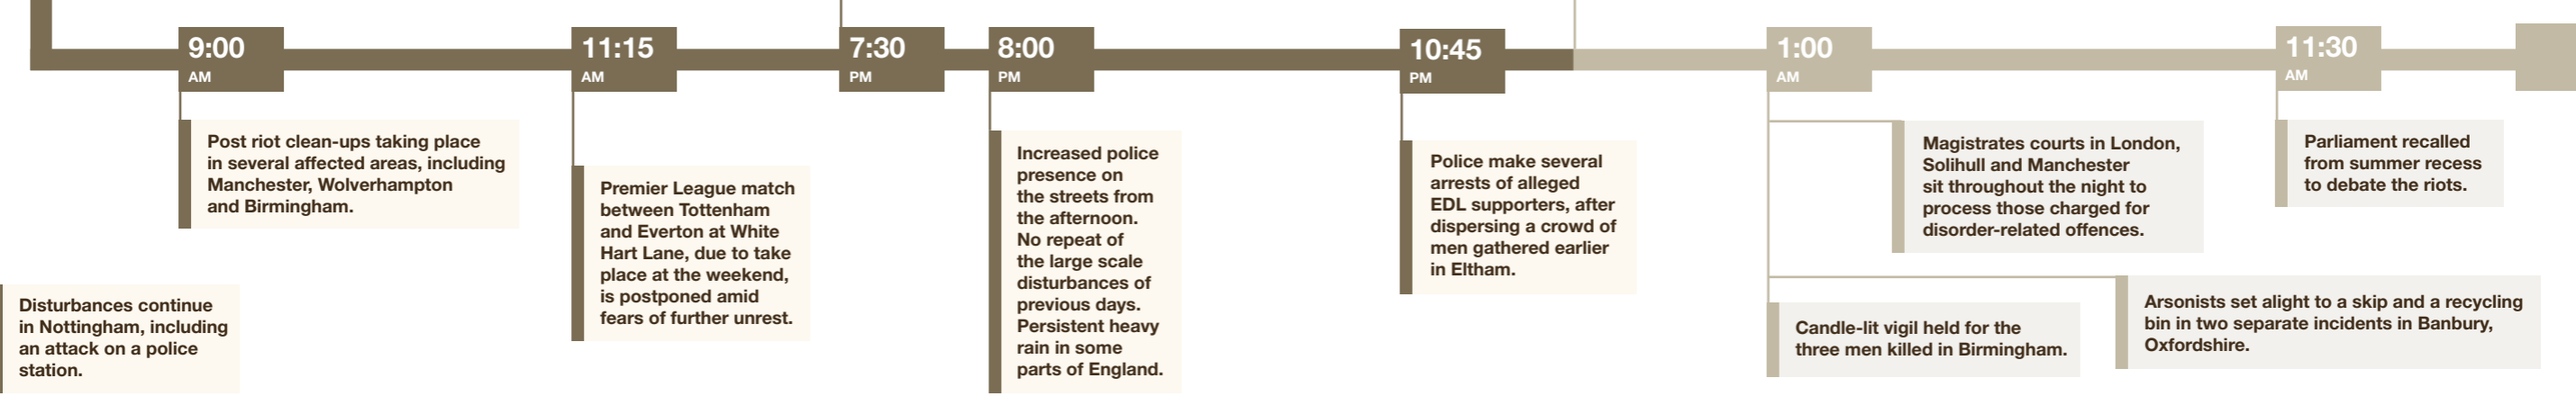 9:00
AM
Post riot clean-ups taking place
in several affected areas, including
Manchester, Wolverhampton
and Birmingham.
Disturbances continue
in Nottingham, including
an attack on a police
station.
11:15
AM
Premier League match
between Tottenham
and Everton at White
Hart Lane, due to take
place at the weekend,
is postponed amid
fears of further unrest.
7:30
PM
8:00
PM
Increased police
presence on
the streets from
the afternoon.
No repeat of
the large scale
disturbances of
previous days.
Persistent heavy
rain in some
parts of England.
10:45
PM
Police make several
arrests of alleged
EDL supporters, after
dispersing a crowd of
men gathered earlier
in Eltham.
1:00
AM
Magistrates courts in London,
Solihull and Manchester
sit throughout the night to
process those charged for
disorder-related offences.
Candle-lit vigil held for the
three men killed in Birmingham.
Arsonists set alight to a skip and a recycling
bin in two separate incidents in Banbury,
Oxfordshire.
11:30
AM
Parliament recalled
from summer recess
to debate the riots.